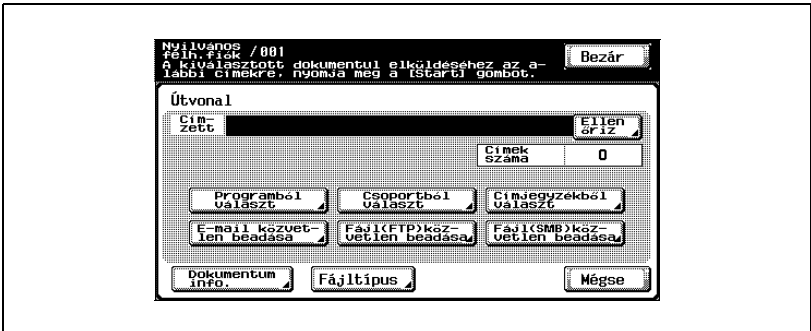 Nyilvános
felh.fiók /001
A kiválasztott dokumentul elküldéséhez az a-
lábbi címekre, nyomja meg a [Start] gombot.
Bezár
Útvonal
Cím-
zett
Ellen
őriz
Címek
száma
0
Programból
választ
Csoportból
választ
Címjegyzékből
választ
E-mail közvet-
len beadása
Fájl(FTP)köz-
vetlen beadása
Fájl(SMB)köz-
vetlen beadása
Dokumentum
info.
Fájltípus
Mégse